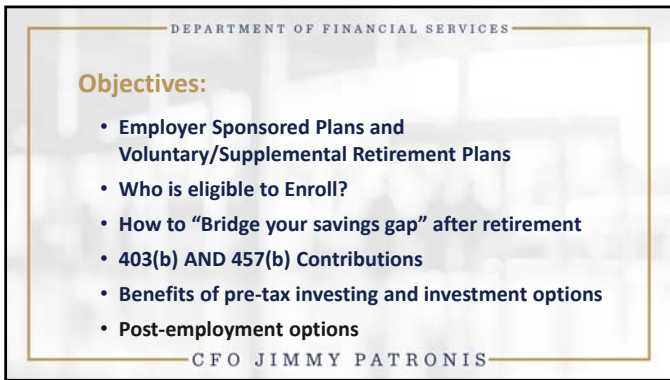 DEPARTMENT OF FINANCIAL SERVICES
Objectives:
• Employer Sponsored Plans and
Voluntary/Supplemental Retirement Plans
• Who is eligible to Enroll?
• How to “Bridge your savings gap” after retirement
• 403(b) AND 457(b) Contributions
• Benefits of pre-tax investing and investment options
• Post-employment options
CFO JIMMY PATRONIS